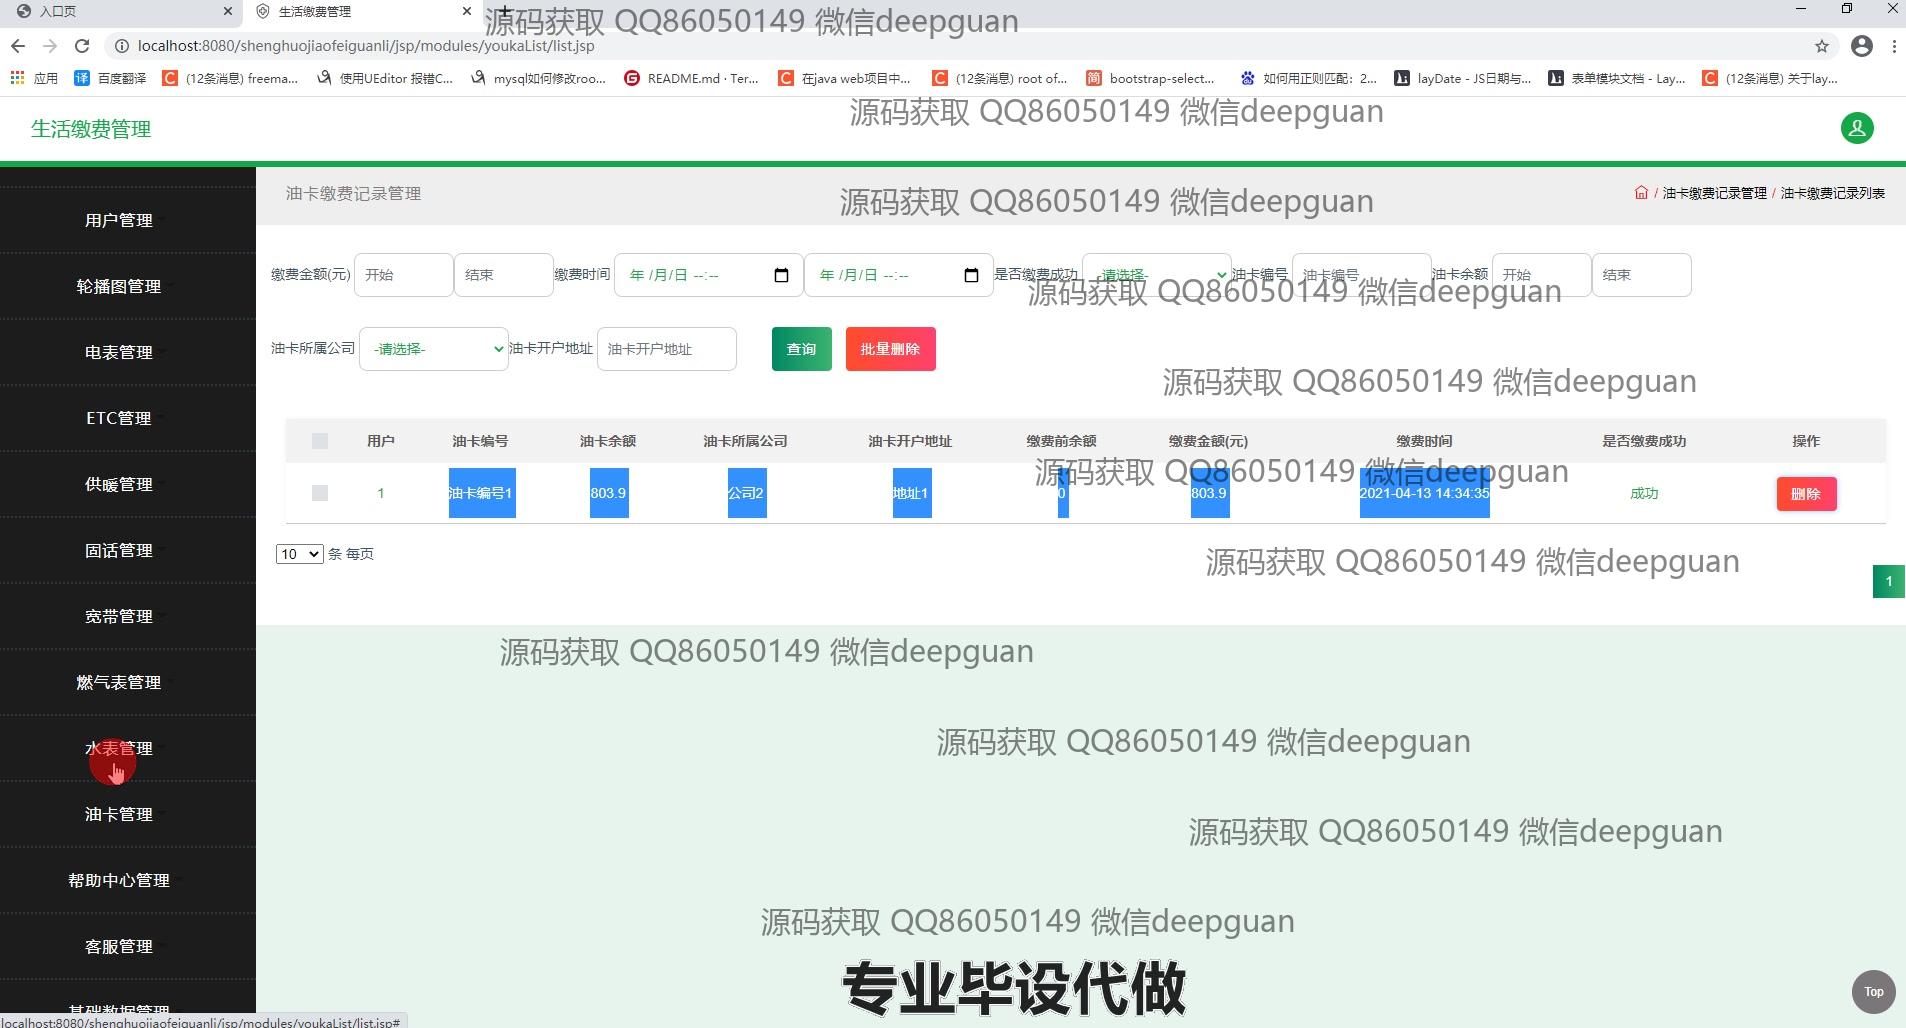 入口页
生活缴费管理
源码获取 QQ86050149 微信deepguan
localhost:8080/shenghuojiaofeiguanli/jsp/modules/youkaList/list.jsp
应用
百度翻译
(12条消息) freema...
使用UEditor 报错C...
mysql如何修改roo...
README.md · Ter...
在java web项目中...
(12条消息) root of...
bootstrap-select...
如何用正则匹配：2...
layDate - JS日期与...
表单模块文档 - Lay...
(12条消息) 关于lay...
源码获取 QQ86050149 微信deepguan
生活缴费管理
油卡缴费记录管理
源码获取 QQ86050149 微信deepguan
/ 油卡缴费记录管理 / 油卡缴费记录列表
用户管理
轮播图管理
电表管理
ETC管理
供暖管理
固话管理
宽带管理
燃气表管理
水表管理
油卡管理
帮助中心管理
客服管理
基础数据管理
缴费金额(元) 开始 结束 缴费时间 年 /月/日 --:-- 年 /月/日 --:-- 是否缴费成功 -请选择- 油卡编号 油卡编号 油卡余额 开始 结束
源码获取 QQ86050149 微信deepguan
油卡所属公司 -请选择- 油卡开户地址 油卡开户地址 查询 批量删除
源码获取 QQ86050149 微信deepguan
用户 油卡编号 油卡余额 油卡所属公司 油卡开户地址 缴费前余额 缴费金额(元) 缴费时间 是否缴费成功 操作
源码获取 QQ86050149 微信deepguan
1 油卡编号1 803.9 公司2 地址1 0 803.9 2021-04-13 14:34:35 成功 删除
10 条 每页
源码获取 QQ86050149 微信deepguan
1
源码获取 QQ86050149 微信deepguan
源码获取 QQ86050149 微信deepguan
源码获取 QQ86050149 微信deepguan
源码获取 QQ86050149 微信deepguan
专业毕设代做
Top
localhost:8080/shenghuojiaofeiguanli/jsp/modules/youkaList/list.jsp#